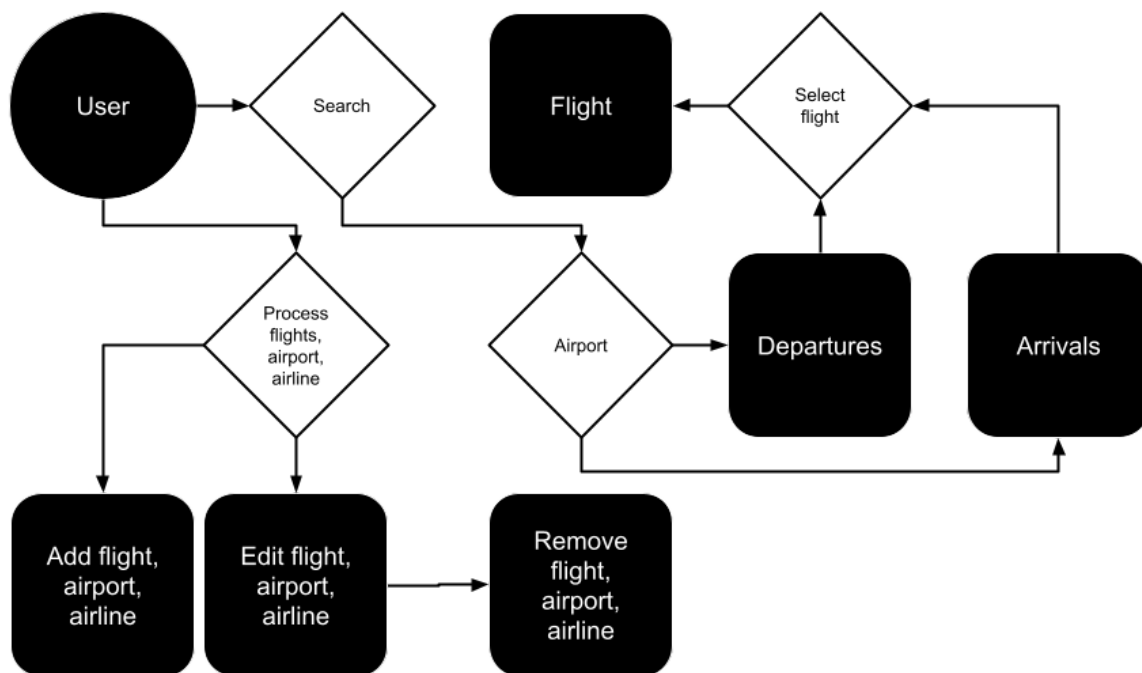 User
Search
Flight
Select
flight
Process
flights,
airport,
airline
Airport
Departures
Arrivals
Add flight,
airport,
airline
Edit flight,
airport,
airline
Remove
flight,
airport,
airline